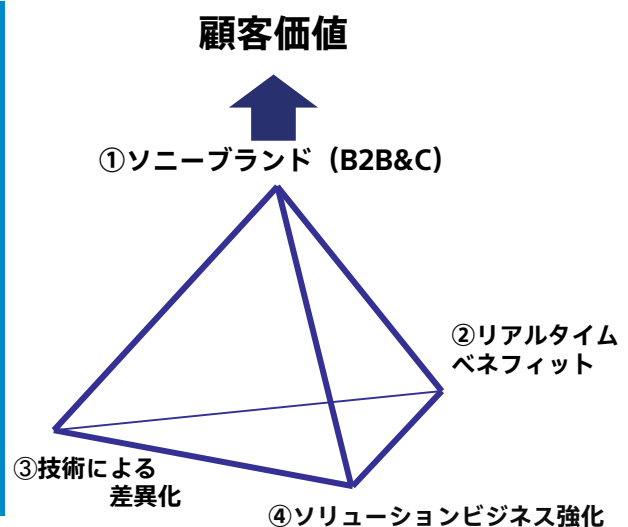 顧客価値
①ソニーブランド（B2B&C）
②リアルタイム
ベネフィット
③技術による
差異化
④ソリューションビジネス強化